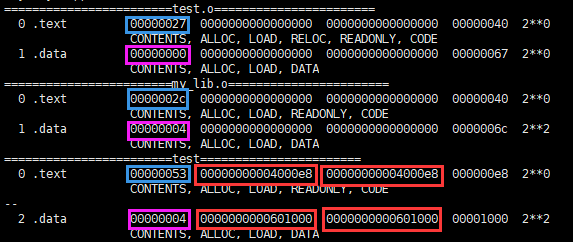 ========================test.o========================
0 .text 00000027 0000000000000000 0000000000000000 00000040 2**0
CONTENTS, ALLOC, LOAD, RELOC, READONLY, CODE
1 .data 00000000 0000000000000000 0000000000000000 00000067 2**0
CONTENTS, ALLOC, LOAD, DATA
========================my_lib.o========================
0 .text 0000002c 0000000000000000 0000000000000000 00000040 2**0
CONTENTS, ALLOC, LOAD, READONLY, CODE
1 .data 00000004 0000000000000000 0000000000000000 0000006c 2**2
CONTENTS, ALLOC, LOAD, DATA
========================test========================
0 .text 00000053 00000000004000e8 00000000004000e8 000000e8 2**0
CONTENTS, ALLOC, LOAD, READONLY, CODE
--
2 .data 00000004 0000000000601000 0000000000601000 00001000 2**2
CONTENTS, ALLOC, LOAD, DATA